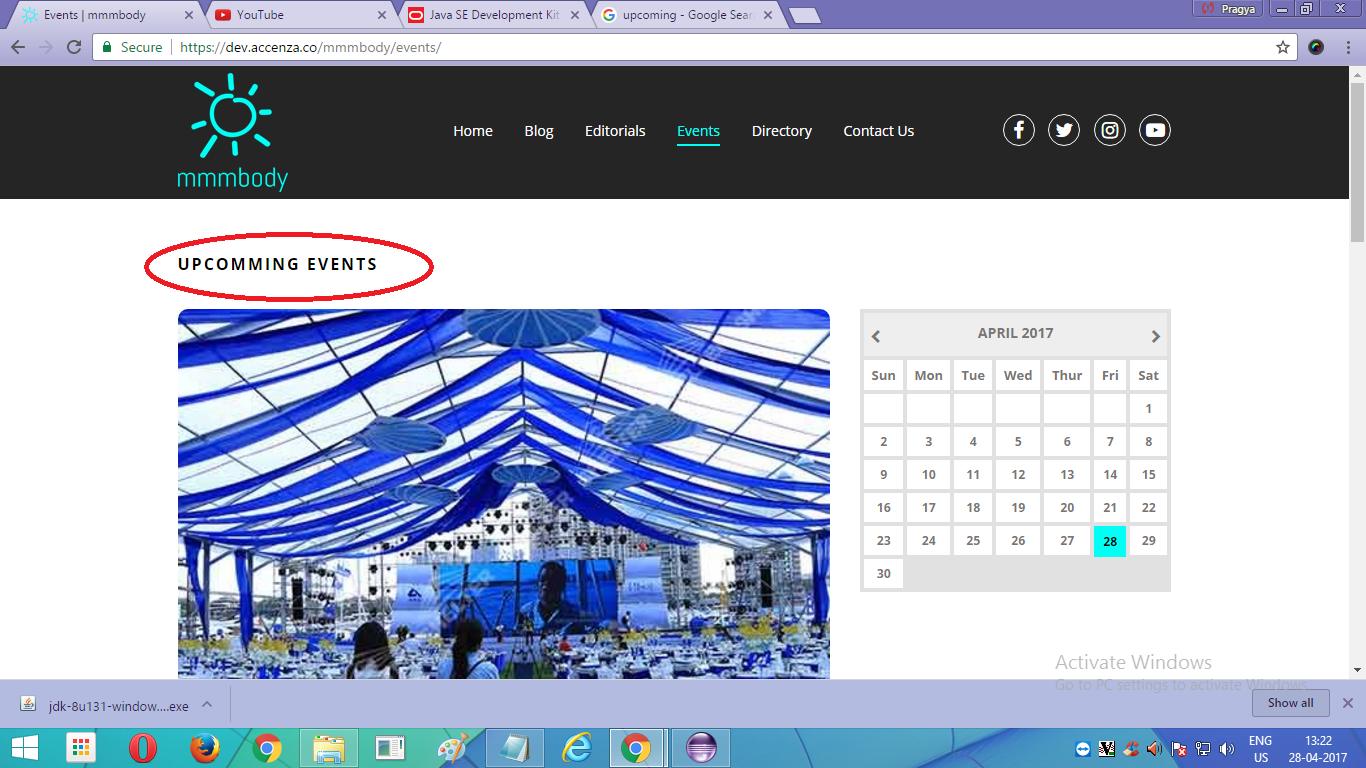 Events | mmmbody
YouTube
Java SE Development Kit
upcoming - Google Sear
Pragya
Secure
https://dev.accenza.co/mmmbody/events/
mmmbody
Home
Blog
Editorials
Events
Directory
Contact Us
UPCOMMING EVENTS
APRIL 2017
Sun Mon Tue Wed Thur Fri Sat
1
2 3 4 5 6 7 8
9 10 11 12 13 14 15
16 17 18 19 20 21 22
23 24 25 26 27 28 29
30
Activate Windows
Go to PC settings to activate Windows.
jdk-8u131-window....exe
Show all
ENG
US
13:22
28-04-2017